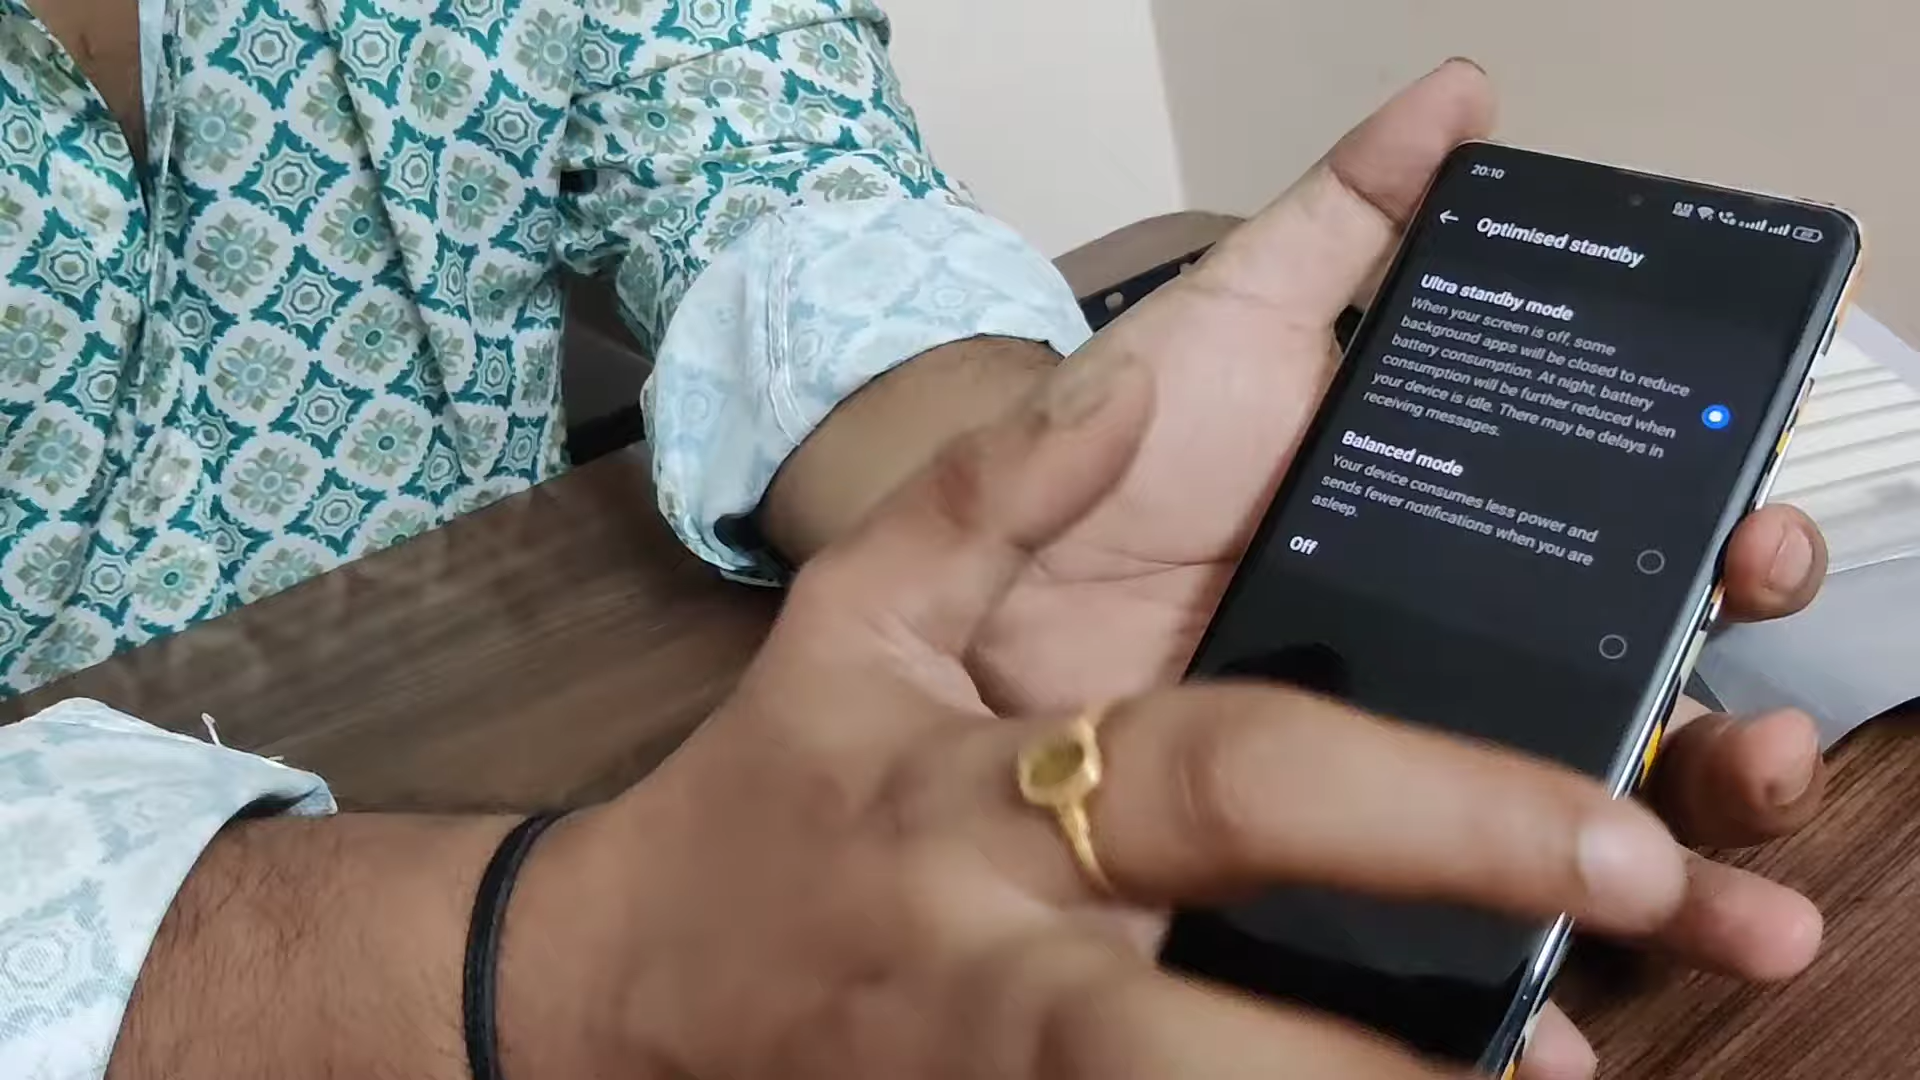 20:10
Optimised standby
Ultra standby mode
When your screen is off, some
background apps will be closed to reduce
battery consumption. At night, battery
consumption will be further reduced when
your device is idle. There may be delays in
receiving messages.
Balanced mode
Your device consumes less power and
sends fewer notifications when you are
asleep.
Off